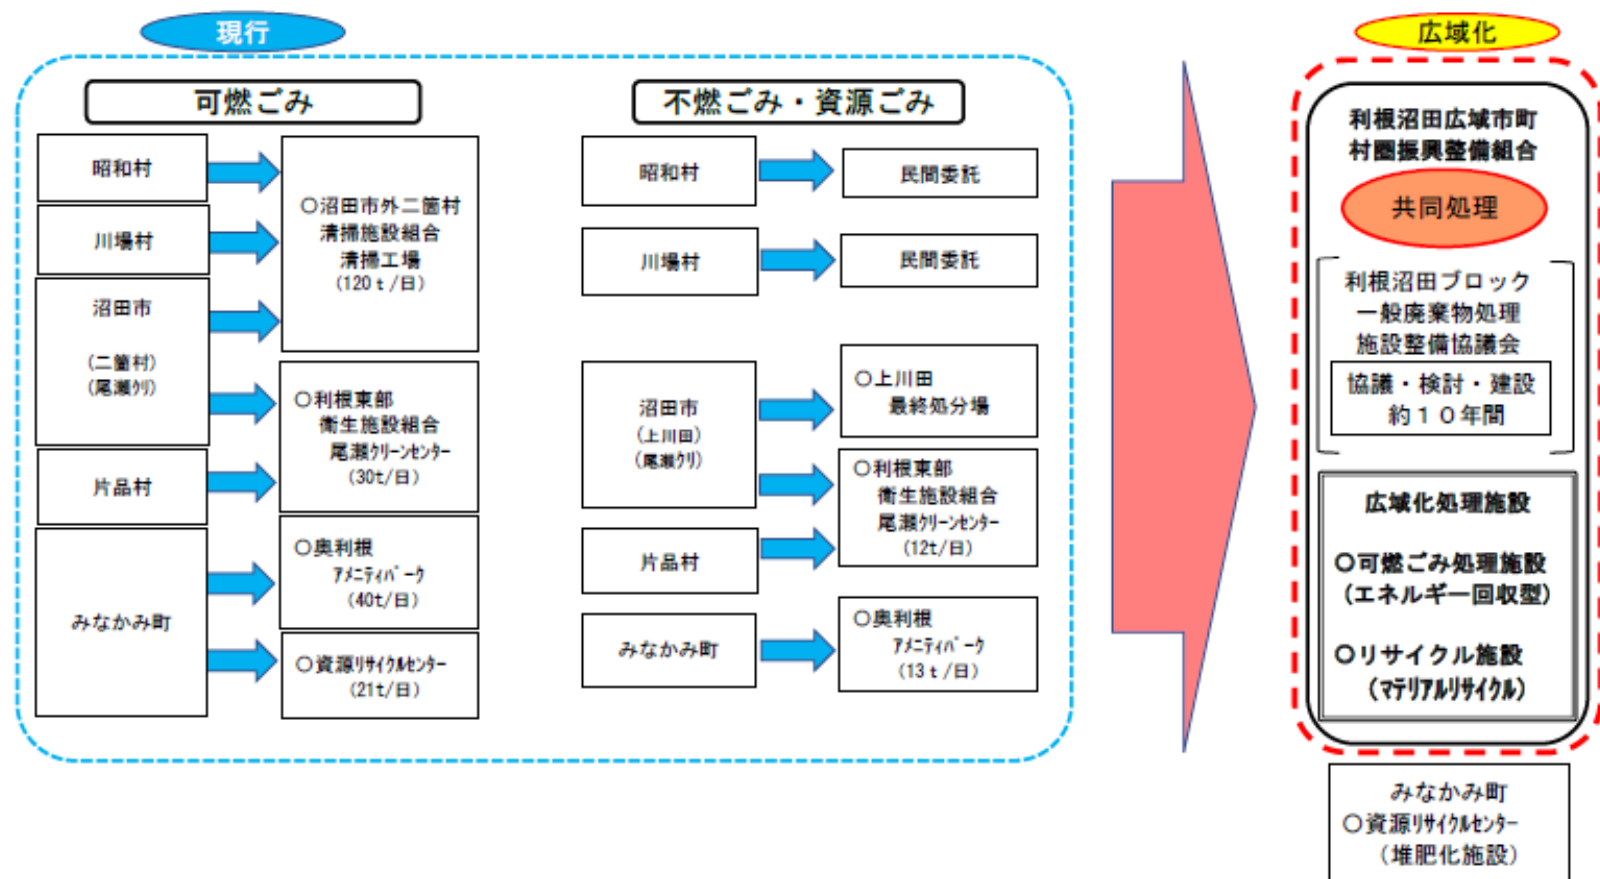 現行
可燃ごみ
昭和村
川場村
沼田市
(二箇村)
(尾瀬クリ)
片品村
みなかみ町
○沼田市外二箇村
清掃施設組合
清掃工場
(120ｔ/日)
○利根東部
衛生施設組合
尾瀬クリーンセンター
(30t/日)
○奥利根
アメニティパーク
(40t/日)
○資源リサイクルセンター
(21t/日)
不燃ごみ・資源ごみ
昭和村
民間委託
川場村
民間委託
沼田市
(上川田)
(尾瀬クリ)
片品村
みなかみ町
○上川田
最終処分場
○利根東部
衛生施設組合
尾瀬クリーンセンター
(12t/日)
○奥利根
アメニティパーク
(13ｔ/日)
広域化
利根沼田広域市町
村圏振興整備組合
共同処理
利根沼田ブロック
一般廃棄物処理
施設整備協議会
協議・検討・建設
約１０年間
広域化処理施設
○可燃ごみ処理施設
(エネルギー回収型)
○リサイクル施設
(マテリアルリサイクル)
みなかみ町
○資源リサイクルセンター
(堆肥化施設)